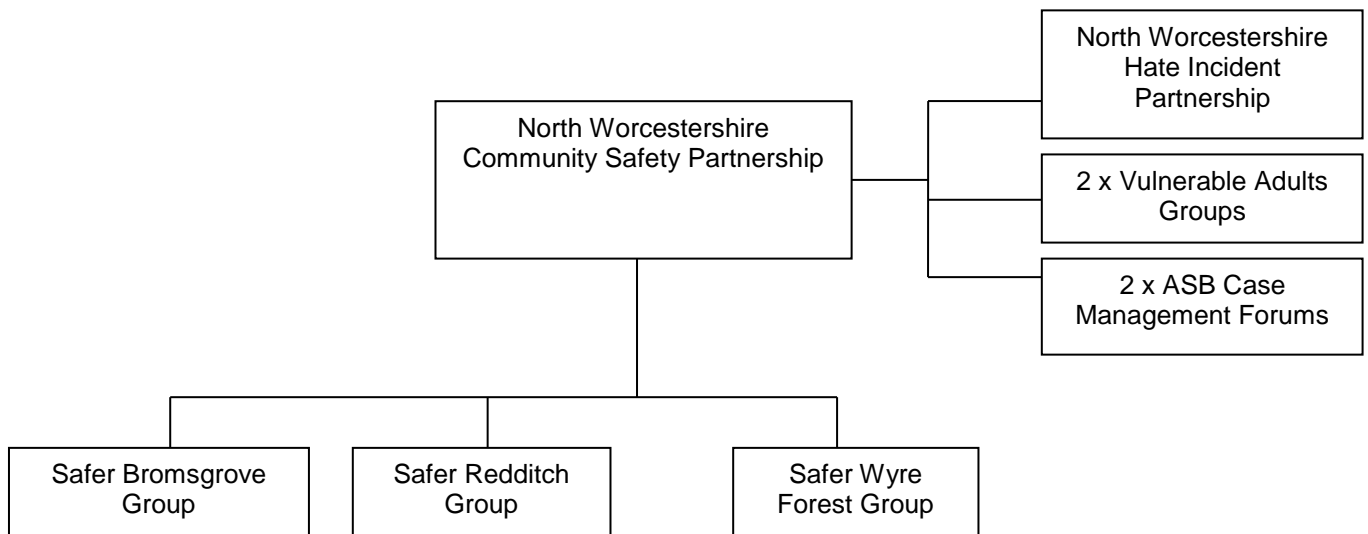 North Worcestershire
Hate Incident
Partnership
North Worcestershire
Community Safety Partnership
2 x Vulnerable Adults
Groups
2 x ASB Case
Management Forums
Safer Bromsgrove
Group
Safer Redditch
Group
Safer Wyre
Forest Group